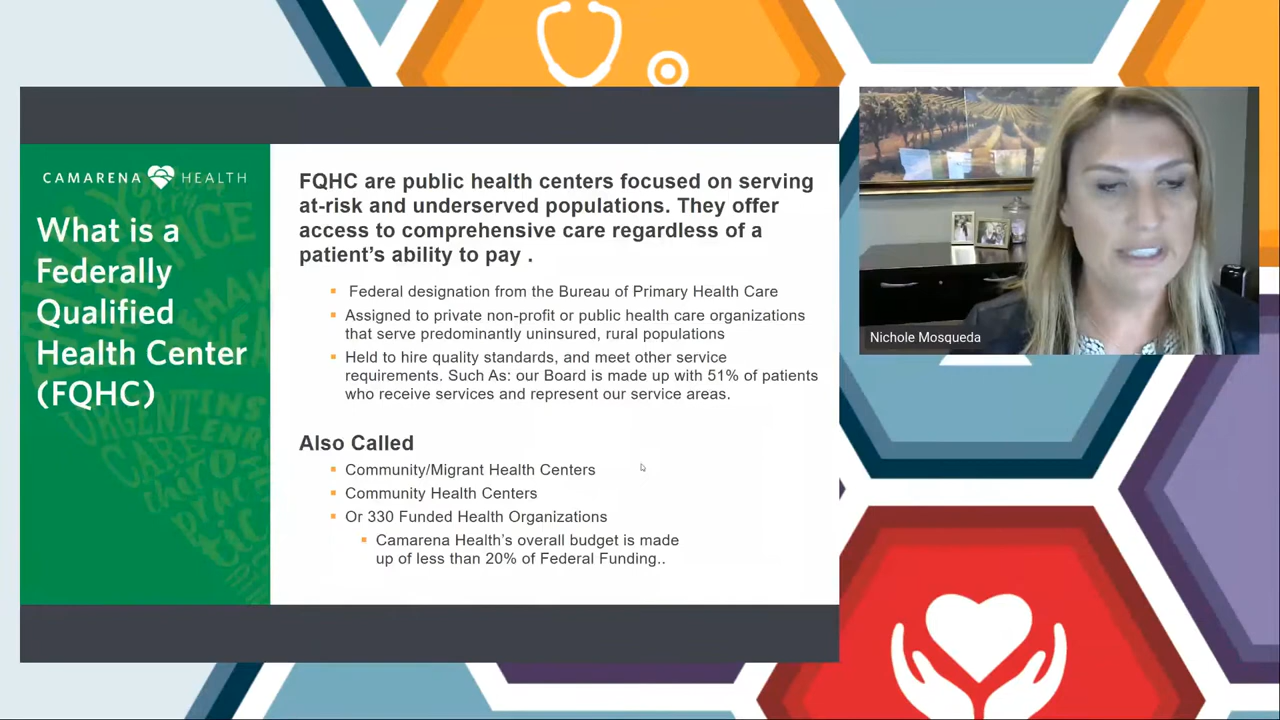 CAMARENA HEALTH
What is a
Federally
Qualified
Health Center
(FQHC)
FQHC are public health centers focused on serving
at-risk and underserved populations. They offer
access to comprehensive care regardless of a
patient's ability to pay .
▪ Federal designation from the Bureau of Primary Health Care
▪ Assigned to private non-profit or public health care organizations
that serve predominantly uninsured, rural populations
▪ Held to hire quality standards, and meet other service
requirements. Such As: our Board is made up with 51% of patients
who receive services and represent our service areas.
Also Called
▪ Community/Migrant Health Centers
▪ Community Health Centers
▪ Or 330 Funded Health Organizations
▪ Camarena Health's overall budget is made
up of less than 20% of Federal Funding..
Nichole Mosqueda